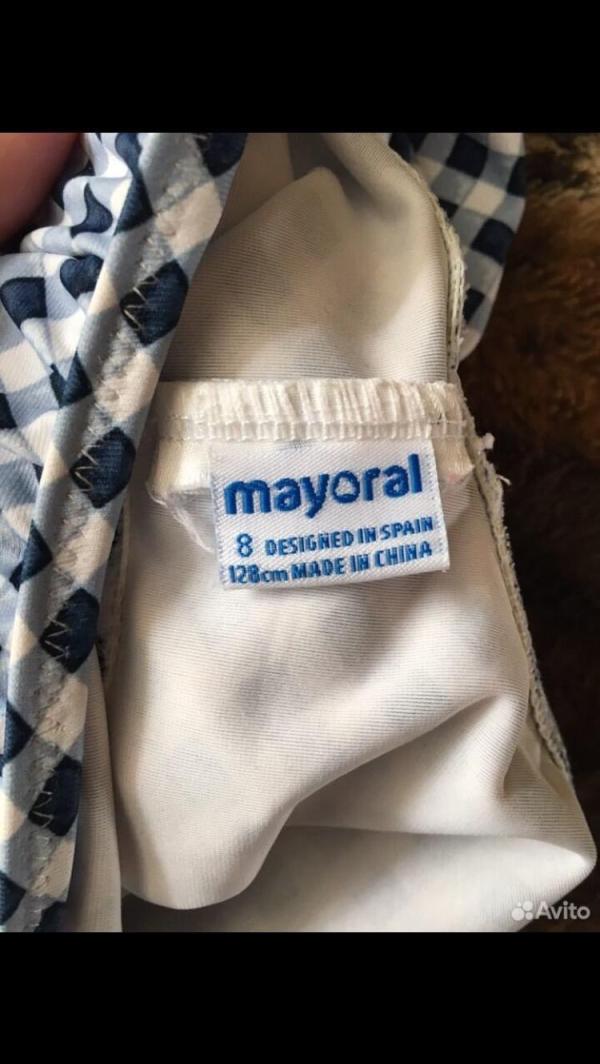 mayoral
8 DESIGNED IN SPAIN
128cm MADE IN CHINA
Avito